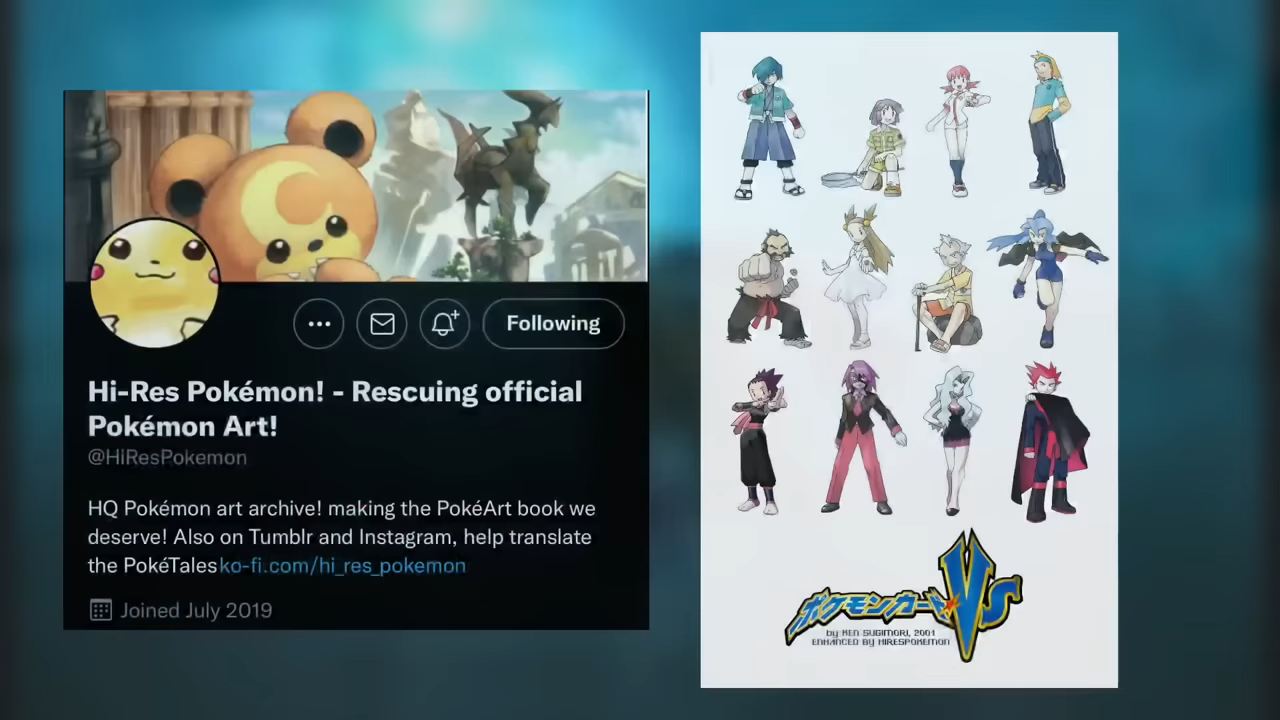 Following
Hi-Res Pokémon! - Rescuing official
Pokémon Art!
@HiResPokemon
HQ Pokémon art archive! making the PokéArt book we
deserve! Also on Tumblr and Instagram, help translate
the PokéTales ko-fi.com/hi_res_pokemon
Joined July 2019
ポケモンカード★VS
by KEN SUGIMORI, 2001
ENHANCED BY HIRESPOKEMON